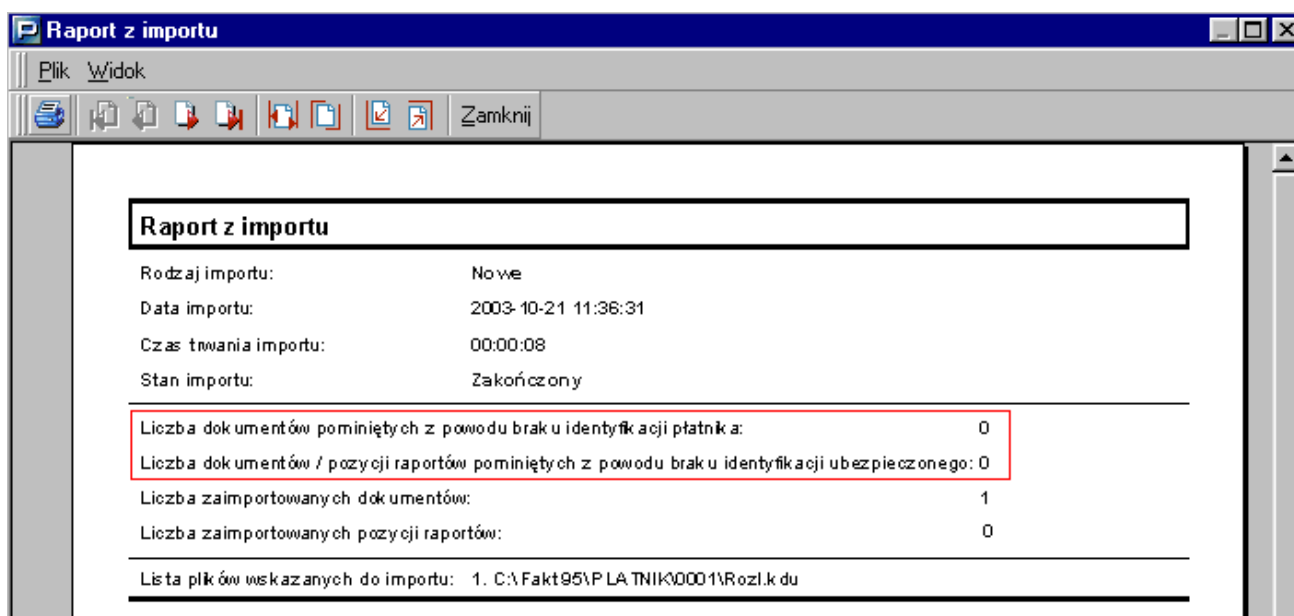 Raport z importu
Plik Widok
Zamknij
Raport z importu
Rodzaj importu: Nowe
Data importu: 2003-10-21 11:36:31
Czas trwania importu: 00:00:08
Stan importu: Zakończony
Liczba dokumentów pominiętych z powodu braku identyfikacji płatnika: 0
Liczba dokumentów / pozycji raportów pominiętych z powodu braku identyfikacji ubezpieczonego: 0
Liczba zaimportowanych dokumentów: 1
Liczba zaimportowanych pozycji raportów: 0
Lista plików wskazanych do importu: 1. C:\Fakt95\PLATNIK\0001\Rozl.kdu